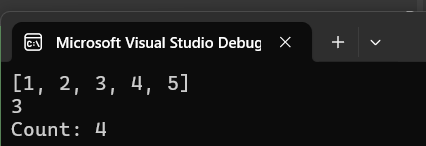 Microsoft Visual Studio Debug
[1, 2, 3, 4, 5]
3
Count: 4